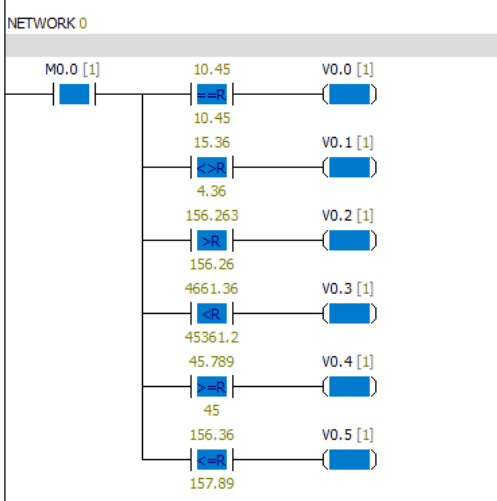 NETWORK 0
M0.0 [1] 10.45 V0.0 [1]
==R
10.45
15.36 V0.1 [1]
<>R
4.36
156.263 V0.2 [1]
>R
156.26
4661.36 V0.3 [1]
<R
45361.2
45.789 V0.4 [1]
>=R
45
156.36 V0.5 [1]
<=R
157.89